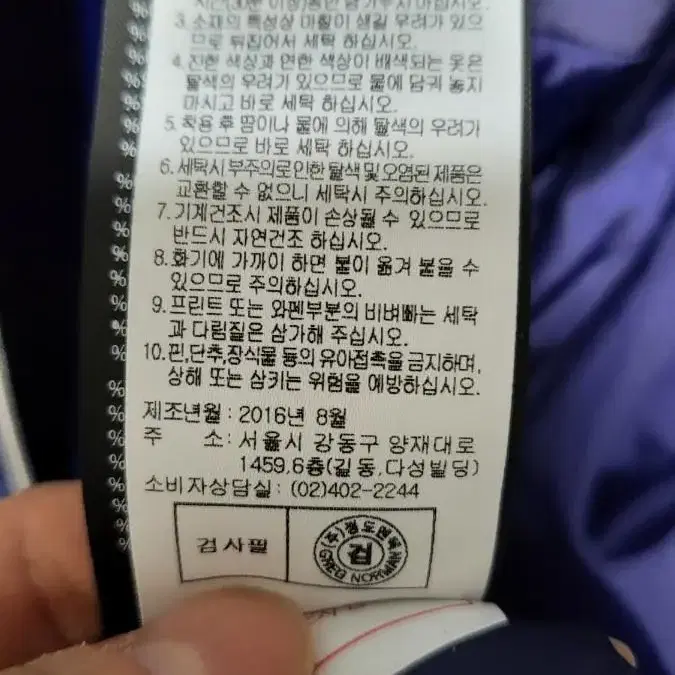 3. 소재의 특성상 마찰이 생길 우려가 있으
므로 뒤집어서 세탁 하십시오.
4. 진한 색상과 연한 색상이 배색되는 옷은
탈색의 우려가 있으므로 물에 담궈 놓지
마시고 바로 세탁 하십시오.
5. 착용 후 땀이나 물에 의해 탈색의 우려가
있으므로 바로 세탁 하십시오.
6. 세탁시 부주의로인한 탈색 및 오염된 제품은
교환할 수 없으니 세탁시 주의하십시오.
7. 기계건조시 제품이 손상될 수 있으므로
반드시 자연건조 하십시오.
8. 화기에 가까이 하면 불이 옮겨 붙을 수
있으므로 주의하십시오.
9. 프린트 또는 와펜부분의 비벼빠는 세탁
과 다림질은 삼가해 주십시오.
10. 핀,단추,장식물 등의 유아접촉을 금지하며,
상해 또는 삼키는 위험을 예방하십시오.
제조년월 : 2016년 8월
주 소 : 서울시 강동구 양재대로
1459.6층(길동,다성빌딩)
소비자상담실 : (02)402-2244
검사필
검
GREG NORMAN